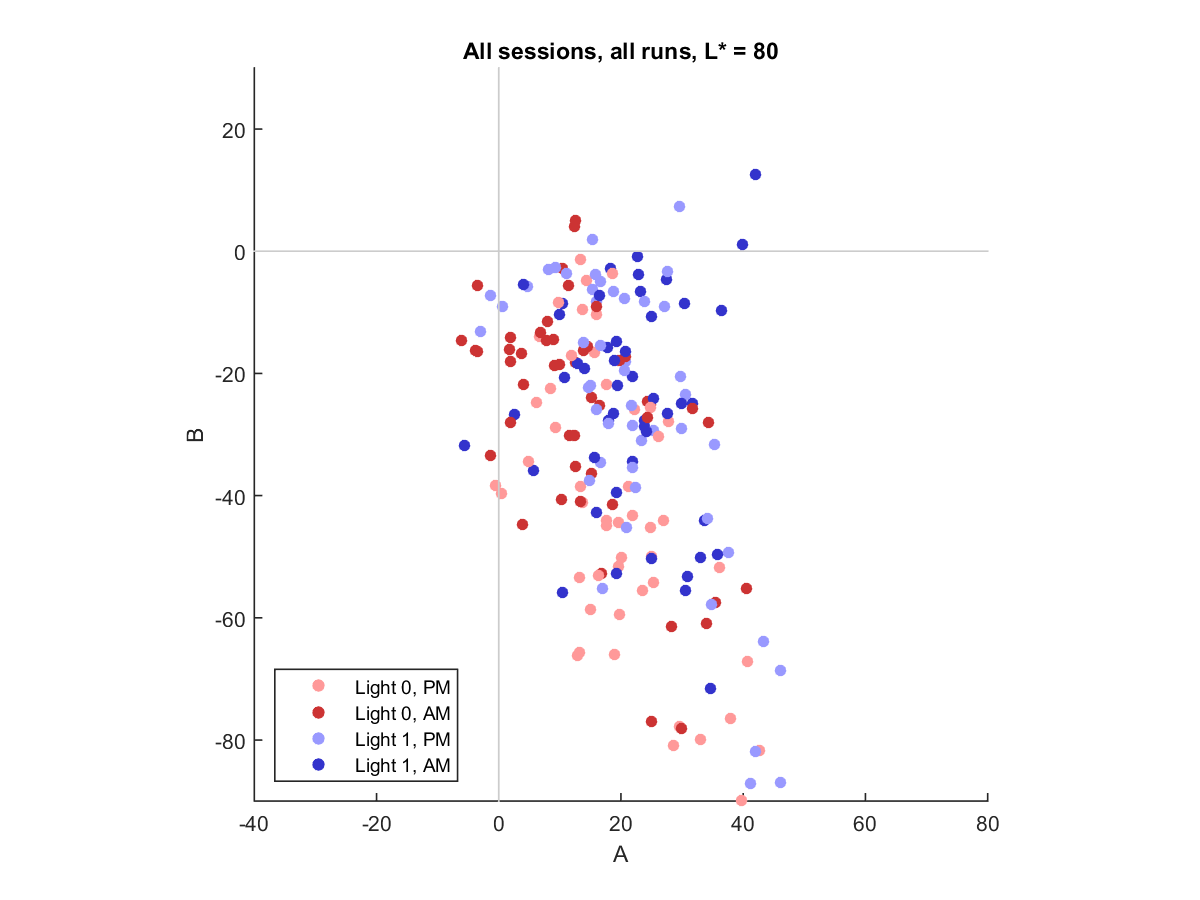 All sessions, all runs, L* = 80
20
0
-20
-40
-60
-80
B
Light 0, PM
Light 0, AM
Light 1, PM
Light 1, AM
-40 -20 0 20 40 60 80
A